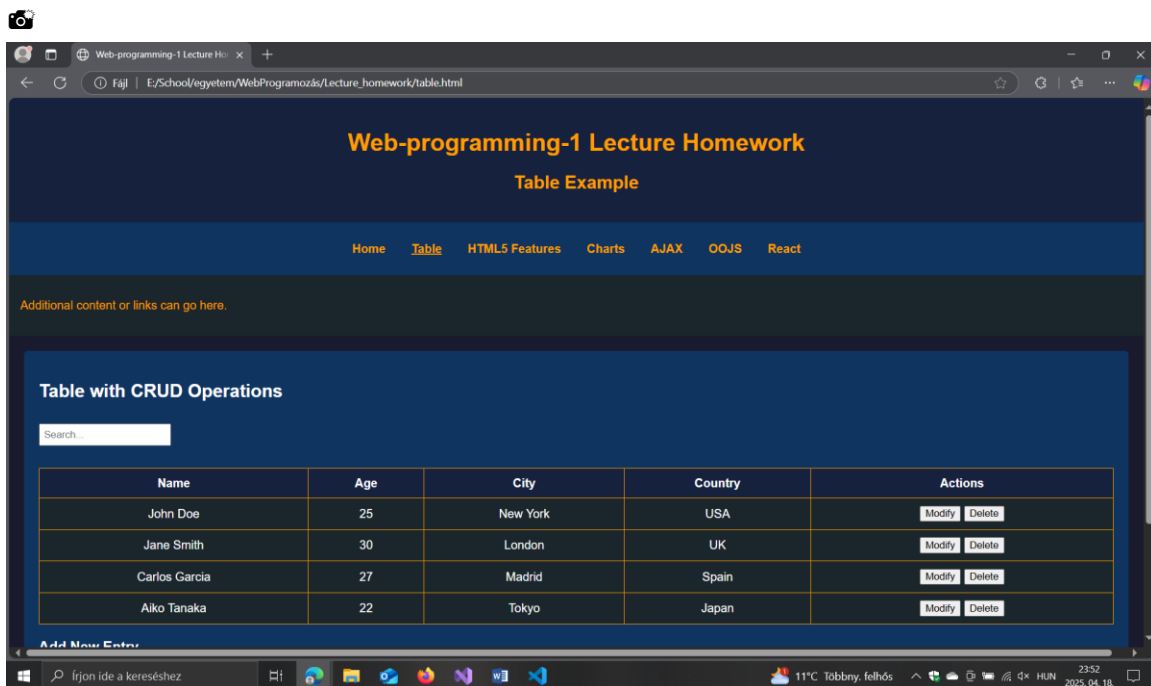 Web-programming-1 Lecture Ho
Fájl | E:/School/egyetem/WebProgramozás/Lecture_homework/table.html
Web-programming-1 Lecture Homework
Table Example
Home Table HTML5 Features Charts AJAX OOJS React
Additional content or links can go here.
Table with CRUD Operations
Search...
Name Age City Country Actions
John Doe 25 New York USA Modify Delete
Jane Smith 30 London UK Modify Delete
Carlos Garcia 27 Madrid Spain Modify Delete
Aiko Tanaka 22 Tokyo Japan Modify Delete
Add New Entry
Írjon ide a kereséshez 11°C Többny. felhős HUN 23:52
2025. 04. 18.